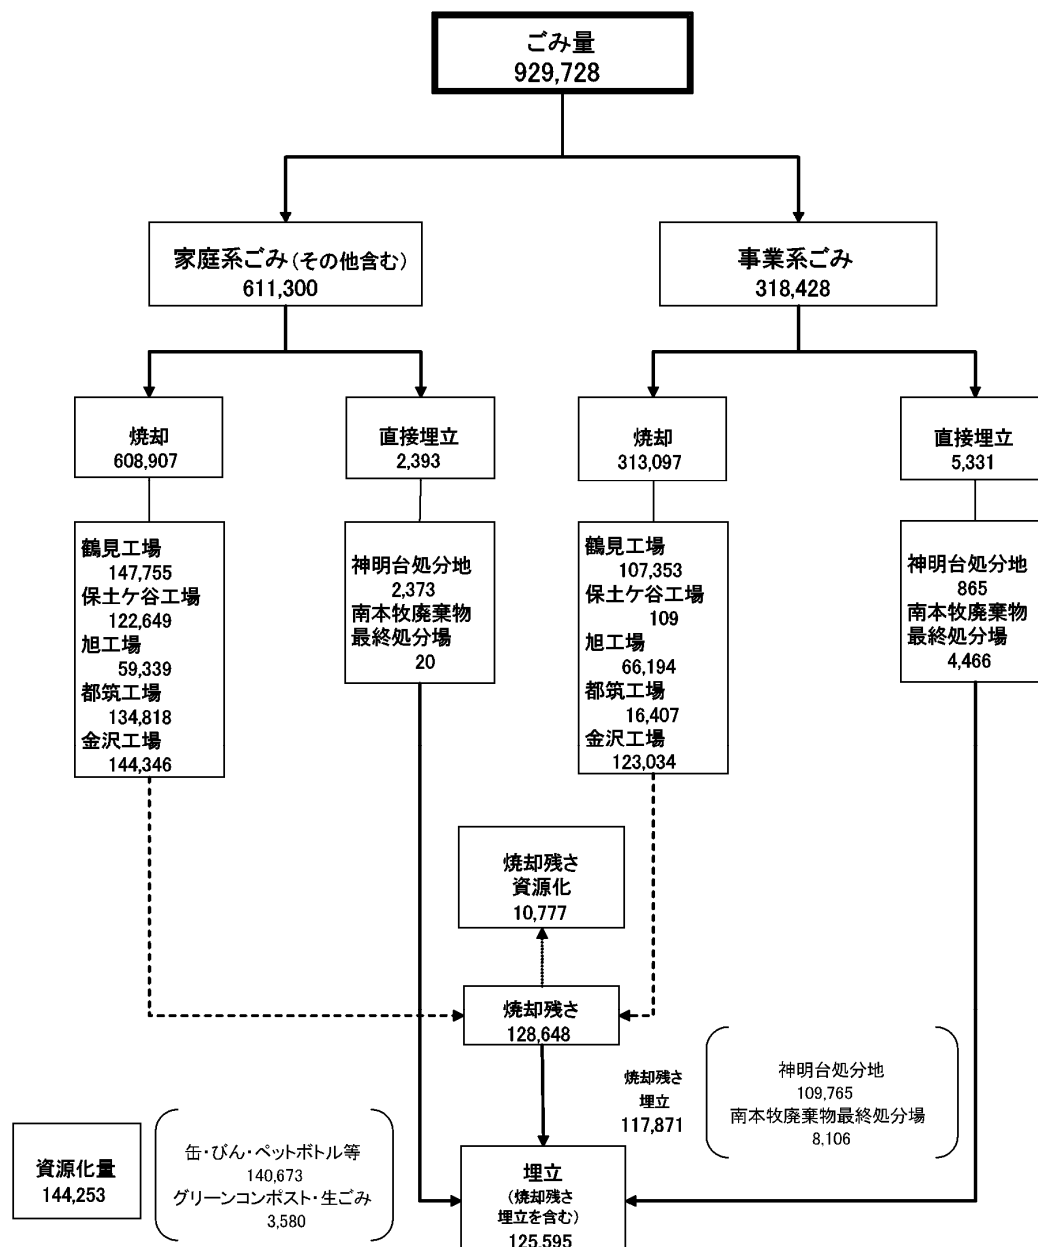 ごみ量
929,728
家庭系ごみ(その他含む)
611,300
事業系ごみ
318,428
焼却
608,907
直接埋立
2,393
焼却
313,097
直接埋立
5,331
鶴見工場
147,755
保土ケ谷工場
122,649
旭工場
59,339
都筑工場
134,818
金沢工場
144,346
神明台処分地
2,373
南本牧廃棄物
最終処分場
20
鶴見工場
107,353
保土ケ谷工場
109
旭工場
66,194
都筑工場
16,407
金沢工場
123,034
神明台処分地
865
南本牧廃棄物
最終処分場
4,466
焼却残さ
資源化
10,777
焼却残さ
128,648
焼却残さ
埋立
117,871
神明台処分地
109,765
南本牧廃棄物最終処分場
8,106
資源化量
144,253
缶・びん・ペットボトル等
140,673
グリーンコンポスト・生ごみ
3,580
埋立
(焼却残さ
埋立を含む)
125,595